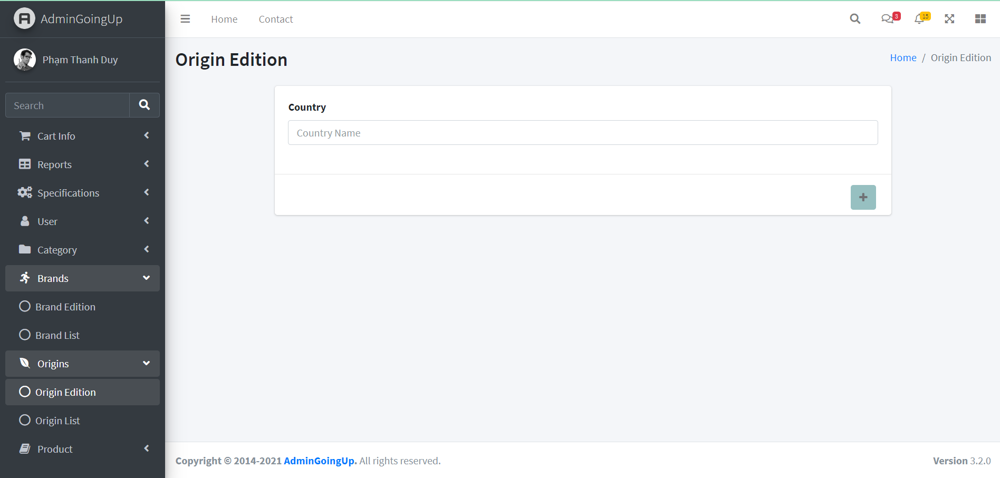 AdminGoingUp
Home
Contact
3
15
Phạm Thanh Duy
Search
Cart Info
Reports
Specifications
User
Category
Brands
Brand Edition
Brand List
Origins
Origin Edition
Origin List
Product
Origin Edition
Home / Origin Edition
Country
Country Name
Copyright © 2014-2021 AdminGoingUp. All rights reserved.
Version 3.2.0